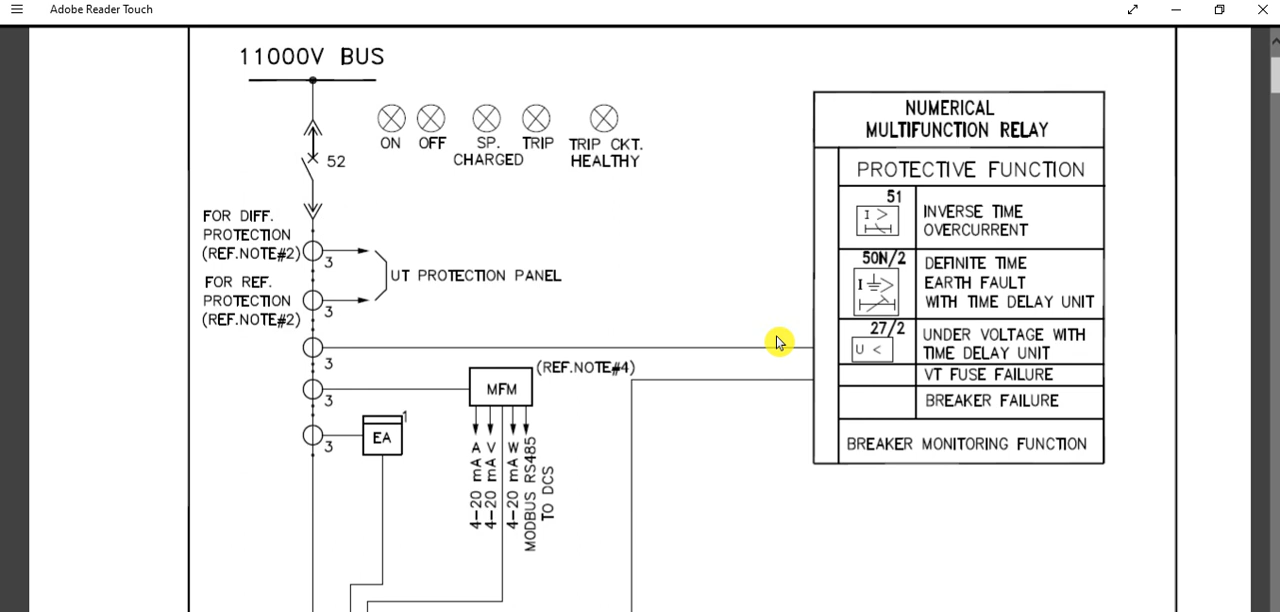 Adobe Reader Touch
11000V BUS
ON
OFF
SP.
CHARGED
TRIP
TRIP CKT.
HEALTHY
52
FOR DIFF.
PROTECTION
(REF.NOTE#2)
3
FOR REF.
PROTECTION
(REF.NOTE#2)
3
UT PROTECTION PANEL
3
3
3
MFM
(REF.NOTE#4)
EA
1
4-20 mA A
4-20 mA V
4-20 mA W
MODBUS RS485
TO DCS
NUMERICAL
MULTIFUNCTION RELAY
PROTECTIVE FUNCTION
51
I >
INVERSE TIME
OVERCURRENT
50N/2
I >
DEFINITE TIME
EARTH FAULT
WITH TIME DELAY UNIT
27/2
U <
UNDER VOLTAGE WITH
TIME DELAY UNIT
VT FUSE FAILURE
BREAKER FAILURE
BREAKER MONITORING FUNCTION